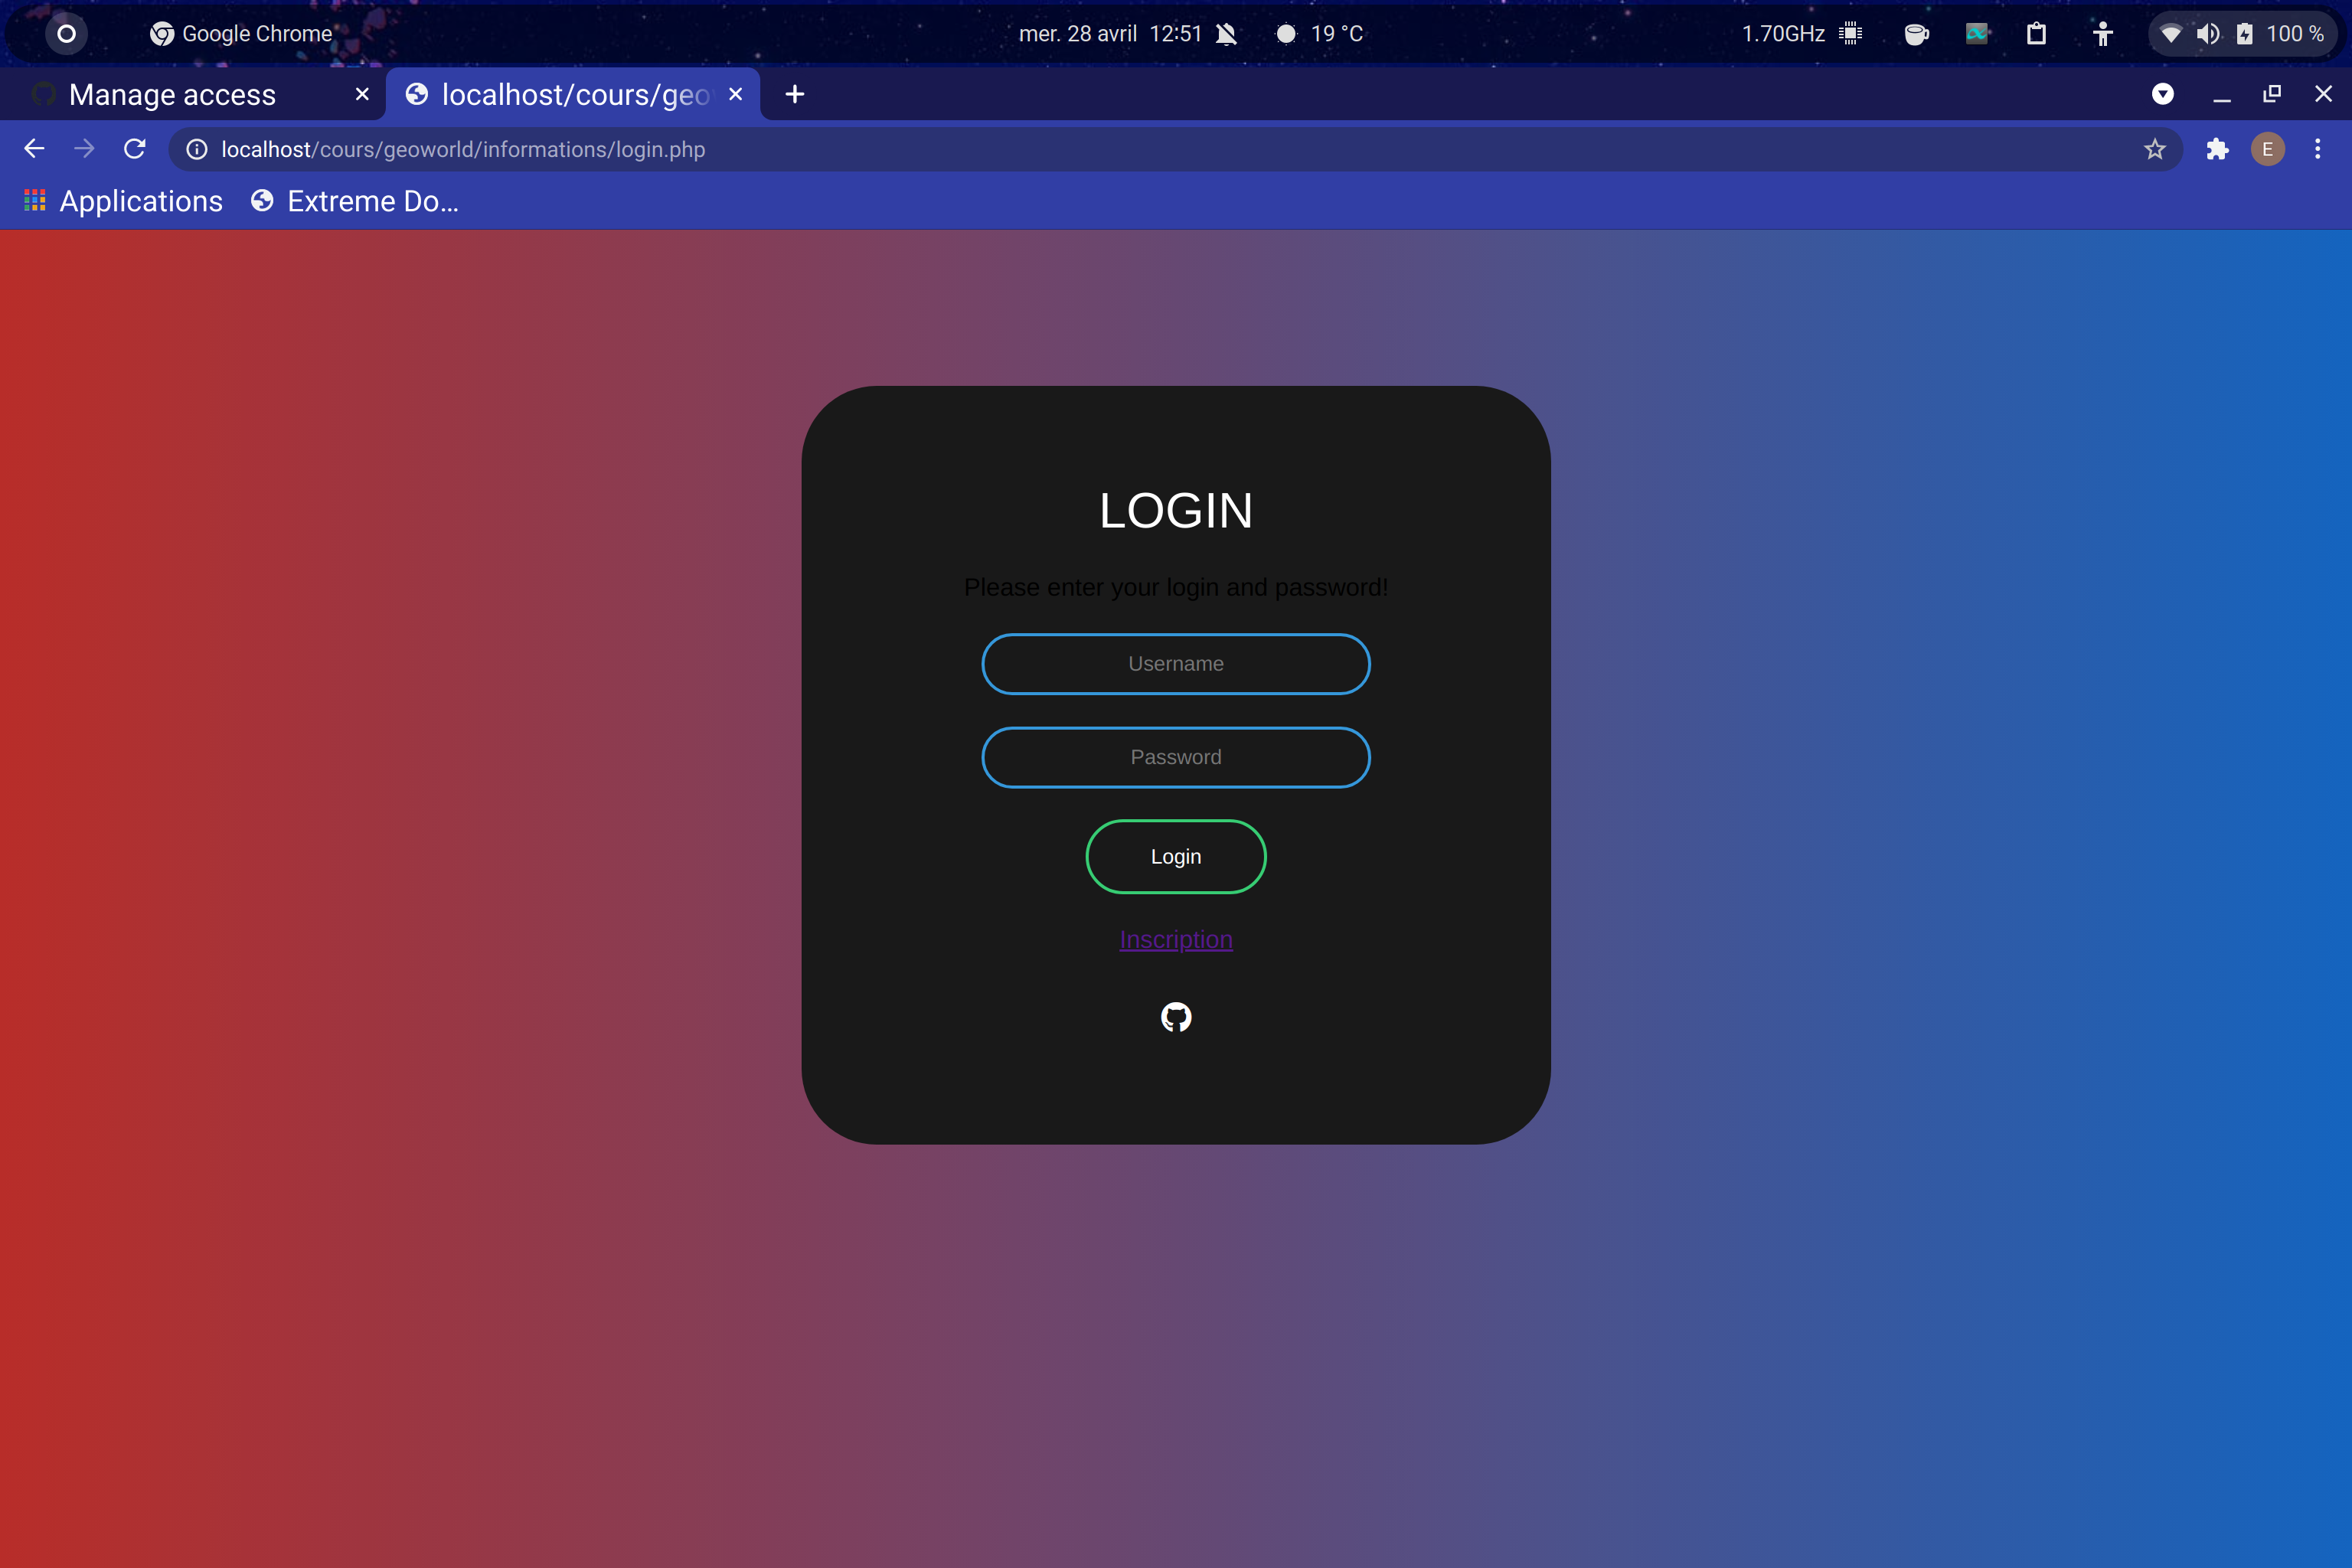 Google Chrome
mer. 28 avril 12:51
19 °C
1.70GHz
100 %
Manage access
localhost/cours/geo
localhost/cours/geoworld/informations/login.php
E
Applications
Extreme Do...
LOGIN
Please enter your login and password!
Username
Password
Login
Inscription